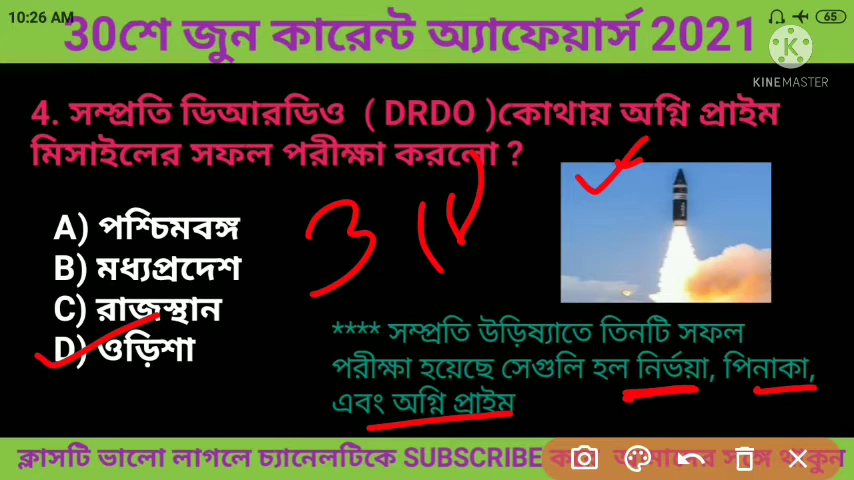 10:26 AM
65
30শে জুন কারেন্ট অ্যাফেয়ার্স 2021
K
KINEMASTER
4. সম্প্রতি ডিআরডিও ( DRDO )কোথায় অগ্নি প্রাইম
মিসাইলের সফল পরীক্ষা করলো ?
A) পশ্চিমবঙ্গ
B) মধ্যপ্রদেশ
C) রাজস্থান
D) ওড়িশা
**** সম্প্রতি উড়িষ্যাতে তিনটি সফল
পরীক্ষা হয়েছে সেগুলি হল নির্ভয়া, পিনাকা,
এবং অগ্নি প্রাইম
ক্লাসটি ভালো লাগলে চ্যানেলটিকে SUBSCRIBE থাকুন